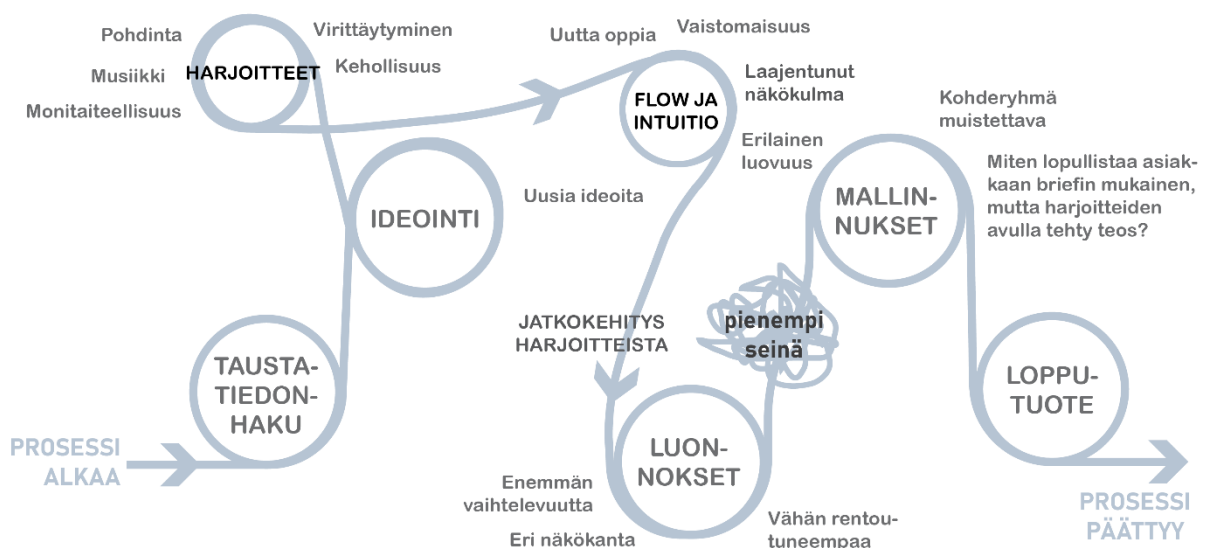 Pohdinta
Musiikki
Monitaiteellisuus
HARJOITTEET
Virittäytyminen
Kehollisuus
Uutta oppia
Vaistomaisuus
Laajentunut
näkökulma
Erilainen
luovuus
FLOW JA
INTUITIO
IDEOINTI
Uusia ideoita
Kohderyhmä
muistettava
Miten lopullistaa asiak-
kaan briefin mukainen,
mutta harjoitteiden
avulla tehty teos?
MALLIN-
NUKSET
JATKOKEHITYS
HARJOITTEISTA
pienempi
seinä
TAUSTA-
TIEDON-
HAKU
PROSESSI
ALKAA
LUON-
NOKSET
Enemmän
vaihtelevuutta
Eri näkökanta
Vähän rentou-
tuneempaa
LOPPU-
TUOTE
PROSESSI
PÄÄTTYY